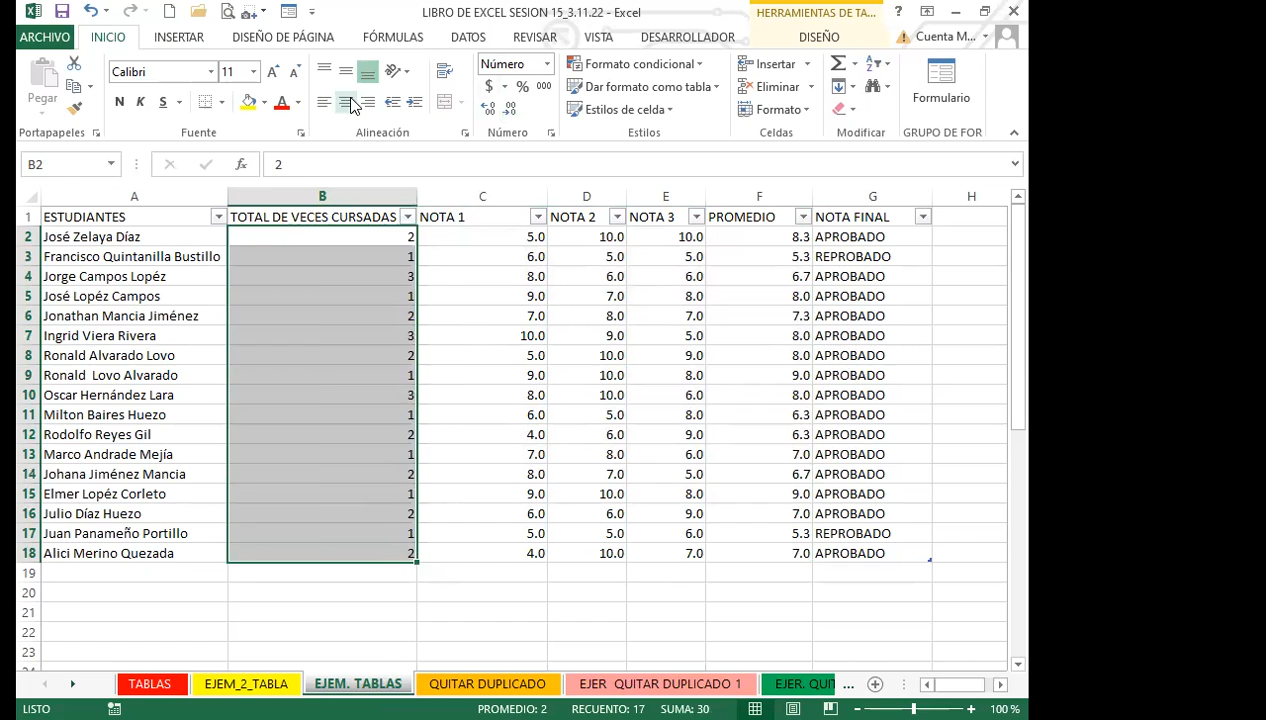 LIBRO DE EXCEL SESION 15_3.11.22 - Excel
HERRAMIENTAS DE TA...
ARCHIVO INICIO INSERTAR DISEÑO DE PÁGINA FÓRMULAS DATOS REVISAR VISTA DESARROLLADOR DISEÑO Cuenta M...
Pegar
Calibri 11
N K S
Número
$ % 000
Formato condicional
Dar formato como tabla
Estilos de celda
Insertar
Eliminar
Formato
Formulario
Portapapeles Fuente Alineación Número Estilos Celdas Modificar GRUPO DE FOR
B2 fx 2
A B C D E F G H
1 ESTUDIANTES TOTAL DE VECES CURSADAS NOTA 1 NOTA 2 NOTA 3 PROMEDIO NOTA FINAL
2 José Zelaya Díaz 2 5.0 10.0 10.0 8.3 APROBADO
3 Francisco Quintanilla Bustillo 1 6.0 5.0 5.0 5.3 REPROBADO
4 Jorge Campos Lopéz 3 8.0 6.0 6.0 6.7 APROBADO
5 José Lopéz Campos 1 9.0 7.0 8.0 8.0 APROBADO
6 Jonathan Mancia Jiménez 2 7.0 8.0 7.0 7.3 APROBADO
7 Ingrid Viera Rivera 3 10.0 9.0 5.0 8.0 APROBADO
8 Ronald Alvarado Lovo 2 5.0 10.0 9.0 8.0 APROBADO
9 Ronald  Lovo Alvarado 1 9.0 10.0 8.0 9.0 APROBADO
10 Oscar Hernández Lara 3 8.0 10.0 6.0 8.0 APROBADO
11 Milton Baires Huezo 1 6.0 5.0 8.0 6.3 APROBADO
12 Rodolfo Reyes Gil 2 4.0 6.0 9.0 6.3 APROBADO
13 Marco Andrade Mejía 1 7.0 8.0 6.0 7.0 APROBADO
14 Johana Jiménez Mancia 2 8.0 7.0 5.0 6.7 APROBADO
15 Elmer Lopéz Corleto 1 9.0 10.0 8.0 9.0 APROBADO
16 Julio Díaz Huezo 2 6.0 6.0 9.0 7.0 APROBADO
17 Juan Panameño Portillo 1 5.0 5.0 6.0 5.3 REPROBADO
18 Alici Merino Quezada 2 4.0 10.0 7.0 7.0 APROBADO
19
20
21
22
23
TABLAS EJEM_2_TABLA EJEM. TABLAS QUITAR DUPLICADO EJER QUITAR DUPLICADO 1 EJER. QUIT ...
LISTO PROMEDIO: 2 RECUENTO: 17 SUMA: 30 100 %